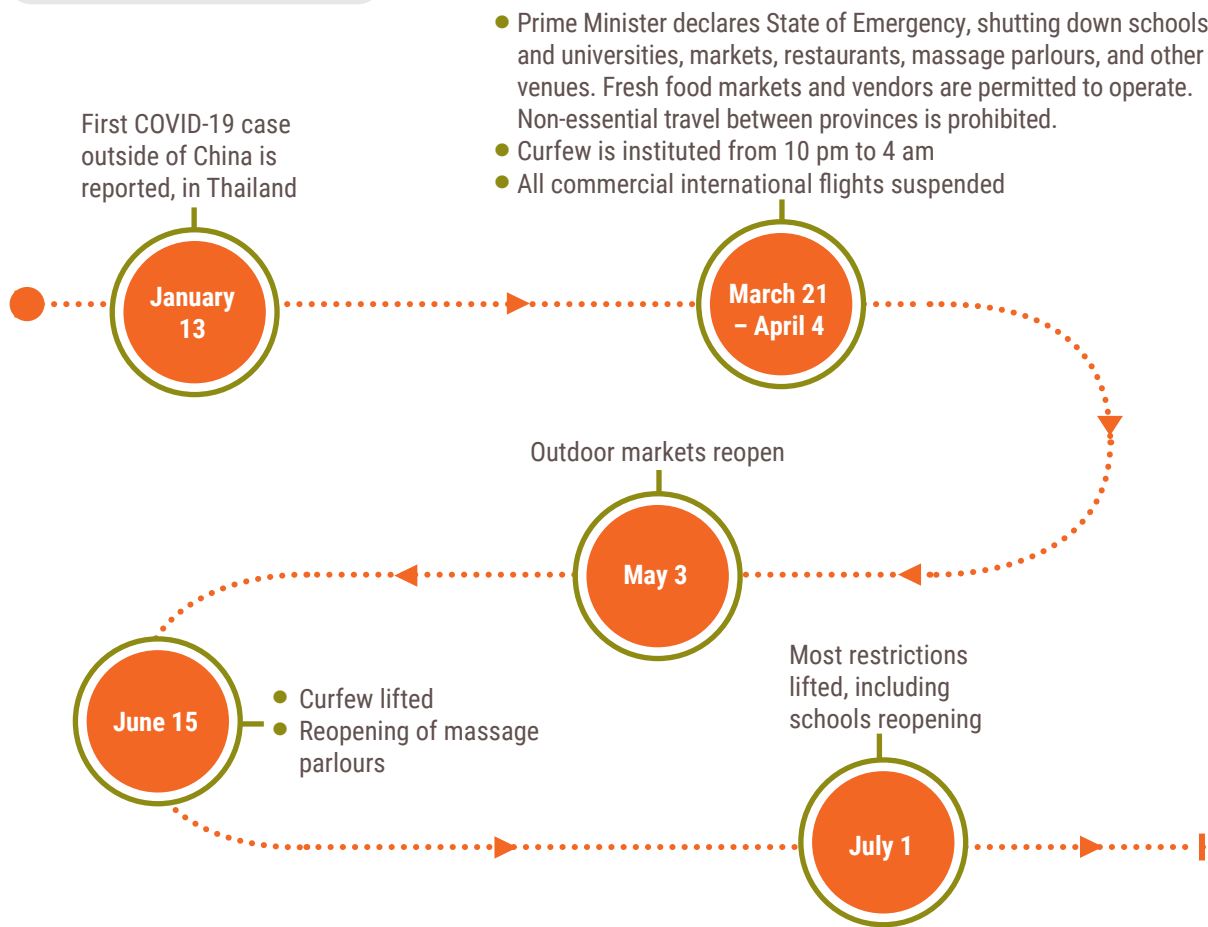 First COVID-19 case
outside of China is
reported, in Thailand
January
13
● Prime Minister declares State of Emergency, shutting down schools
and universities, markets, restaurants, massage parlours, and other
venues. Fresh food markets and vendors are permitted to operate.
Non-essential travel between provinces is prohibited.
● Curfew is instituted from 10 pm to 4 am
● All commercial international flights suspended
March 21
– April 4
Outdoor markets reopen
May 3
June 15
● Curfew lifted
● Reopening of massage
parlours
Most restrictions
lifted, including
schools reopening
July 1